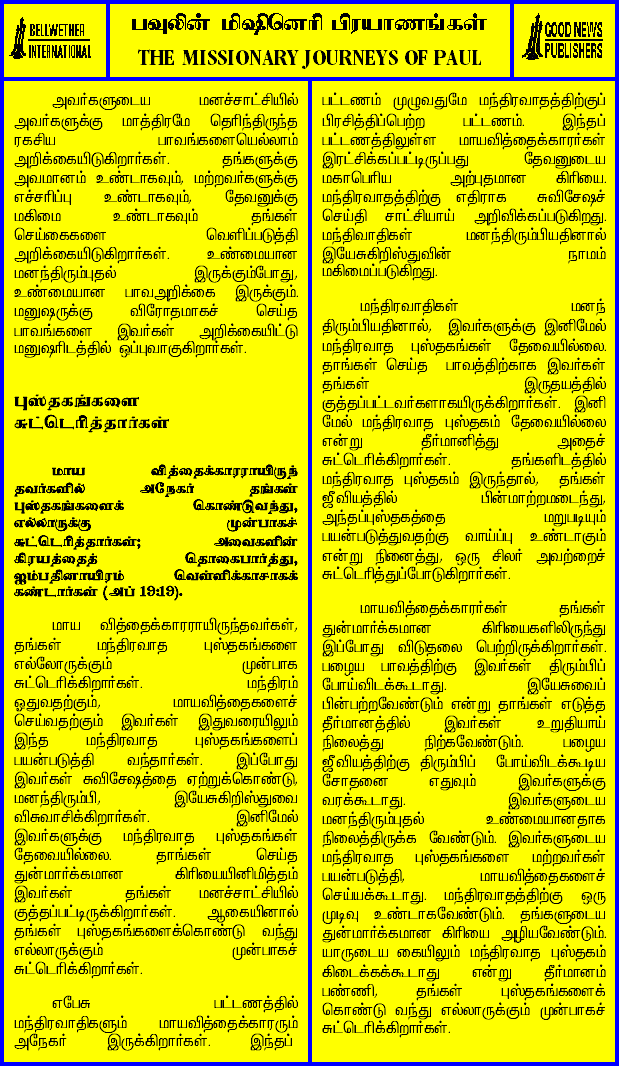 BELLWETHER
INTERNATIONAL
பவுலின் மிஷினெரி பிரயாணங்கள்
THE MISSIONARY JOURNEYS OF PAUL
GOOD NEWS
PUBLISHERS
அவர்களுடைய மனச்சாட்சியில்
அவர்களுக்கு மாத்திரமே தெரிந்திருந்த
ரகசிய பாவங்களையெல்லாம்
அறிக்கையிடுகிறார்கள். தங்களுக்கு
அவமானம் உண்டாகவும், மற்றவர்களுக்கு
எச்சரிப்பு உண்டாகவும், தேவனுக்கு
மகிமை உண்டாகவும் தங்கள்
செய்கைகளை வெளிப்படுத்தி
அறிக்கையிடுகிறார்கள். உண்மையான
மனந்திரும்புதல் இருக்கும்போது,
உண்மையான பாவஅறிக்கை இருக்கும்.
மனுஷருக்கு விரோதமாகச் செய்த
பாவங்களை இவர்கள் அறிக்கையிட்டு
மனுஷரிடத்தில் ஒப்புவாகுகிறார்கள்.
புஸ்தகங்களை
சுட்டெரித்தார்கள்
மாய வித்தைக்காரராயிருந்
தவர்களில் அநேகர் தங்கள்
புஸ்தகங்களைக் கொண்டுவந்து,
எல்லாருக்கு முன்பாகச்
சுட்டெரித்தார்கள்; அவைகளின்
கிரயத்தைத் தொகைபார்த்து,
ஐம்பதினாயிரம் வெள்ளிக்காசாகக்
கண்டார்கள் (அப் 19:19).
மாய வித்தைக்காரராயிருந்தவர்கள்,
தங்கள் மந்திரவாத புஸ்தகங்களை
எல்லோருக்கும் முன்பாக
சுட்டெரிக்கிறார்கள். மந்திரம்
ஓதுவதற்கும், மாயவித்தைகளைச்
செய்வதற்கும் இவர்கள் இதுவரையிலும்
இந்த மந்திரவாத புஸ்தகங்களைப்
பயன்படுத்தி வந்தார்கள். இப்போது
இவர்கள் சுவிசேஷத்தை ஏற்றுக்கொண்டு,
மனந்திரும்பி, இயேசுகிறிஸ்துவை
விசுவாசிக்கிறார்கள். இனிமேல்
இவர்களுக்கு மந்திரவாத புஸ்தகங்கள்
தேவையில்லை. தாங்கள் செய்த
துன்மார்க்கமான கிரியையினிமித்தம்
இவர்கள் தங்கள் மனச்சாட்சியில்
குத்தப்பட்டிருக்கிறார்கள். ஆகையினால்
தங்கள் புஸ்தகங்களைக்கொண்டு வந்து
எல்லாருக்கும் முன்பாகச்
சுட்டெரிக்கிறார்கள்.
எபேசு பட்டணத்தில்
மந்திரவாதிகளும் மாயவித்தைக்காரரும்
அநேகர் இருக்கிறார்கள். இந்தப்
பட்டணம் முழுவதுமே மந்திரவாதத்திற்குப்
பிரசித்திப்பெற்ற பட்டணம். இந்தப்
பட்டணத்திலுள்ள மாயவித்தைக்காரர்கள்
இரட்சிக்கப்பட்டிருப்பது தேவனுடைய
மகாபெரிய அற்புதமான கிரியை.
மந்திரவாதத்திற்கு எதிராக சுவிசேஷச்
செய்தி சாட்சியாய் அறிவிக்கப்படுகிறது.
மந்திவாதிகள் மனந்திரும்பியதினால்
இயேசுகிறிஸ்துவின் நாமம்
மகிமைப்படுகிறது.
மந்திரவாதிகள் மனந்
திரும்பியதினால், இவர்களுக்கு இனிமேல்
மந்திரவாத புஸ்தகங்கள் தேவையில்லை.
தாங்கள் செய்த பாவத்திற்காக இவர்கள்
தங்கள் இருதயத்தில்
குத்தப்பட்டவர்களாகயிருக்கிறார்கள். இனி
மேல் மந்திரவாத புஸ்தகம் தேவையில்லை
என்று தீர்மானித்து அதைச்
சுட்டெரிக்கிறார்கள். தங்களிடத்தில்
மந்திரவாத புஸ்தகம் இருந்தால், தங்கள்
ஜீவியத்தில் பின்மாற்றமடைந்து,
அந்தப்புஸ்தகத்தை மறுபடியும்
பயன்படுத்துவதற்கு வாய்ப்பு உண்டாகும்
என்று நினைத்து, ஒரு சிலர் அவற்றைச்
சுட்டெரித்துப்போடுகிறார்கள்.
மாயவித்தைக்காரர்கள் தங்கள்
துன்மார்க்கமான கிரியைகளிலிருந்து
இப்போது விடுதலை பெற்றிருக்கிறார்கள்.
பழைய பாவத்திற்கு இவர்கள் திரும்பிப்
போய்விடக்கூடாது. இயேசுவைப்
பின்பற்றவேண்டும் என்று தாங்கள் எடுத்த
தீர்மானத்தில் இவர்கள் உறுதியாய்
நிலைத்து நிற்கவேண்டும். பழைய
ஜீவியத்திற்கு திரும்பிப் போய்விடக்கூடிய
சோதனை எதுவும் இவர்களுக்கு
வரக்கூடாது. இவர்களுடைய
மனந்திரும்புதல் உண்மையானதாக
நிலைத்திருக்க வேண்டும். இவர்களுடைய
மந்திரவாத புஸ்தகங்களை மற்றவர்கள்
பயன்படுத்தி, மாயவித்தைகளைச்
செய்யக்கூடாது. மந்திரவாதத்திற்கு ஒரு
முடிவு உண்டாகவேண்டும். தங்களுடைய
துன்மார்க்கமான கிரியை அழியவேண்டும்.
யாருடைய கையிலும் மந்திரவாத புஸ்தகம்
கிடைக்கக்கூடாது என்று தீர்மானம்
பண்ணி, தங்கள் புஸ்தகங்களைக்
கொண்டு வந்து எல்லாருக்கும் முன்பாகச்
சுட்டெரிக்கிறார்கள்.